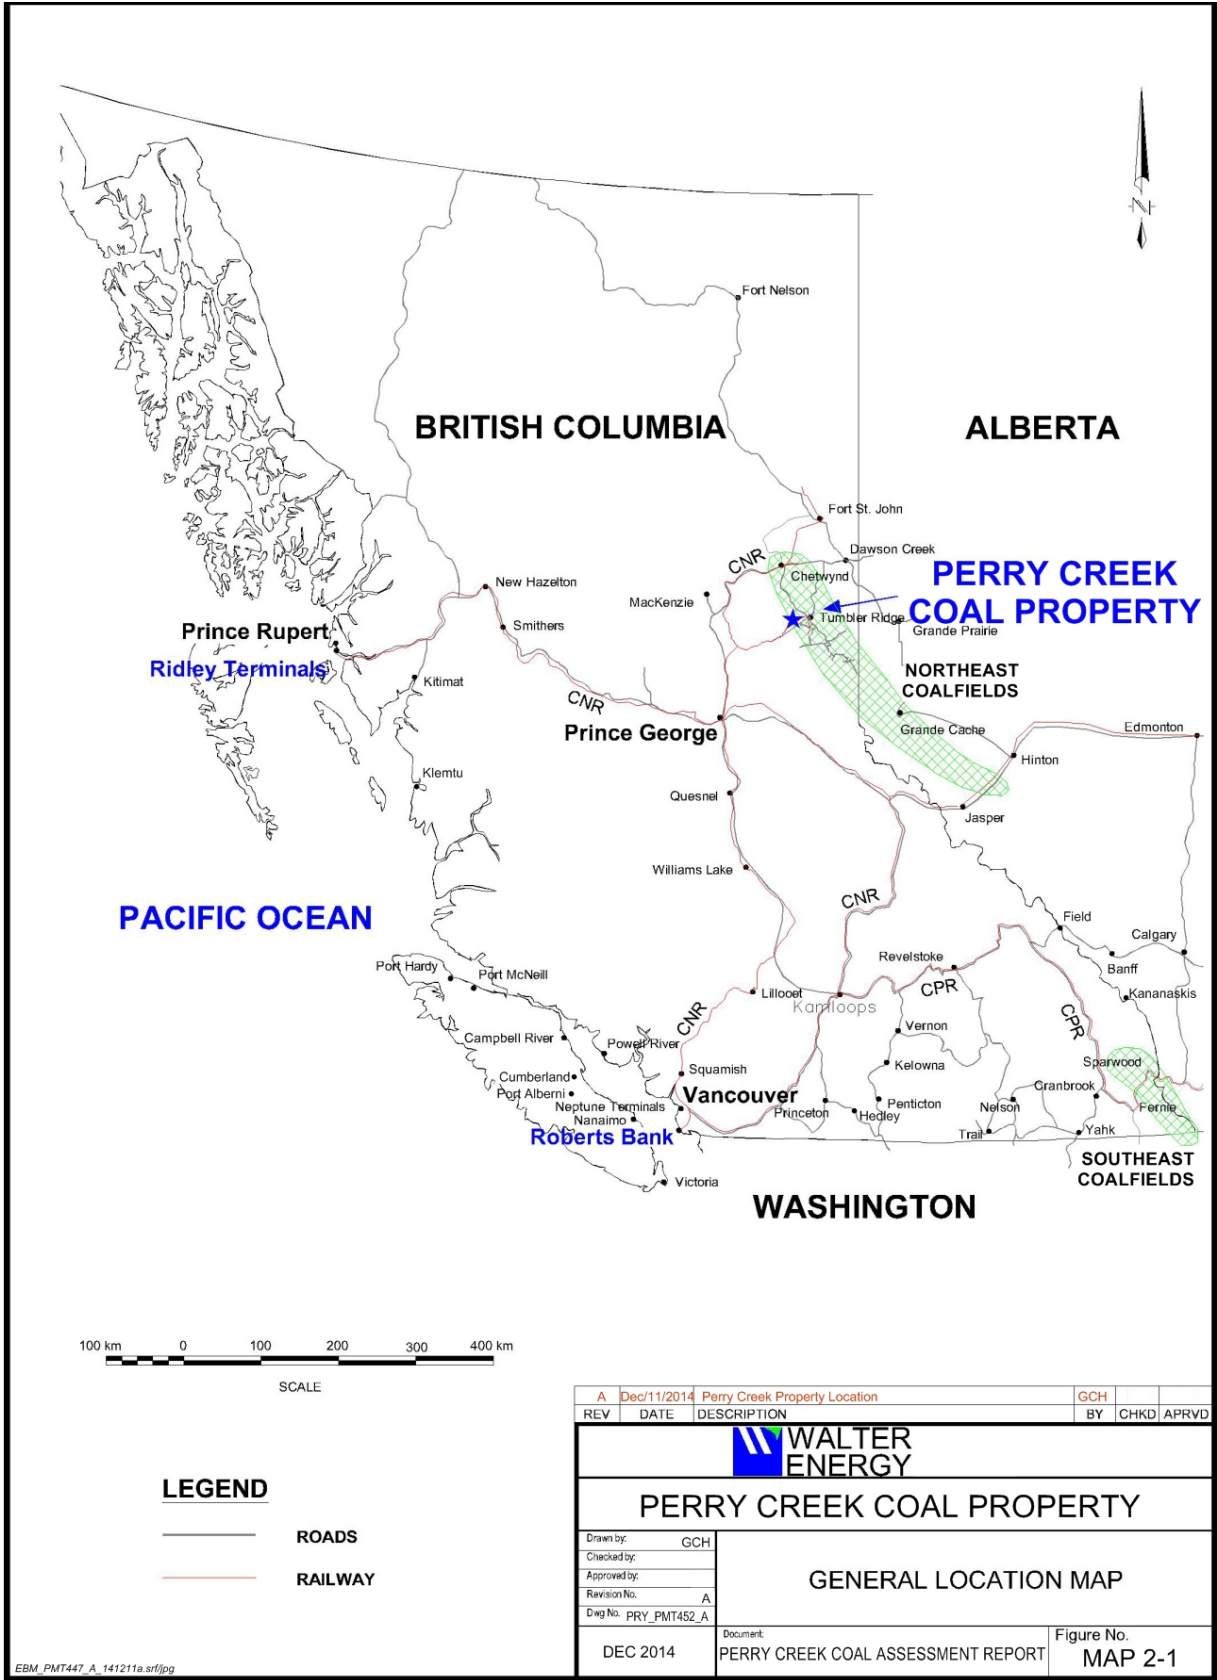 N
Fort Nelson
BRITISH COLUMBIA
ALBERTA
Fort St. John
Dawson Creek
CNR
Chetwynd
PERRY CREEK
COAL PROPERTY
New Hazelton
MacKenzie
Tumbler Ridge
Grande Prairie
Smithers
Prince Rupert
Ridley Terminals
Kitimat
NORTHEAST
COALFIELDS
CNR
Prince George
Grande Cache
Edmonton
Hinton
Klemtu
Quesnel
Jasper
Williams Lake
CNR
PACIFIC OCEAN
Field
Calgary
Port Hardy
Port McNeill
Revelstoke
Banff
CPR
Lillooet
Kananaskis
Kamloops
CNR
CPR
Vernon
Campbell River
Powell River
Sparwood
Kelowna
Squamish
Cumberland
Cranbrook
Port Alberni
Vancouver
Neptune Terminals
Princeton
Penticton
Nelson
Fernie
Nanaimo
Hedley
Roberts Bank
Trail
Yahk
SOUTHEAST
COALFIELDS
Victoria
WASHINGTON
100 km 0 100 200 300 400 km
SCALE
A Dec/11/2014 Perry Creek Property Location GCH
REV DATE DESCRIPTION BY CHKD APRVD
WALTER
ENERGY
LEGEND
ROADS
RAILWAY
PERRY CREEK COAL PROPERTY
Drawn by: GCH
Checked by:
Approved by:
Revision No. A
Dwg No. PRY_PMT452_A
GENERAL LOCATION MAP
DEC 2014
Document:
PERRY CREEK COAL ASSESSMENT REPORT
Figure No.
MAP 2-1
EBM_PMT447_A_141211a.srf/jpg